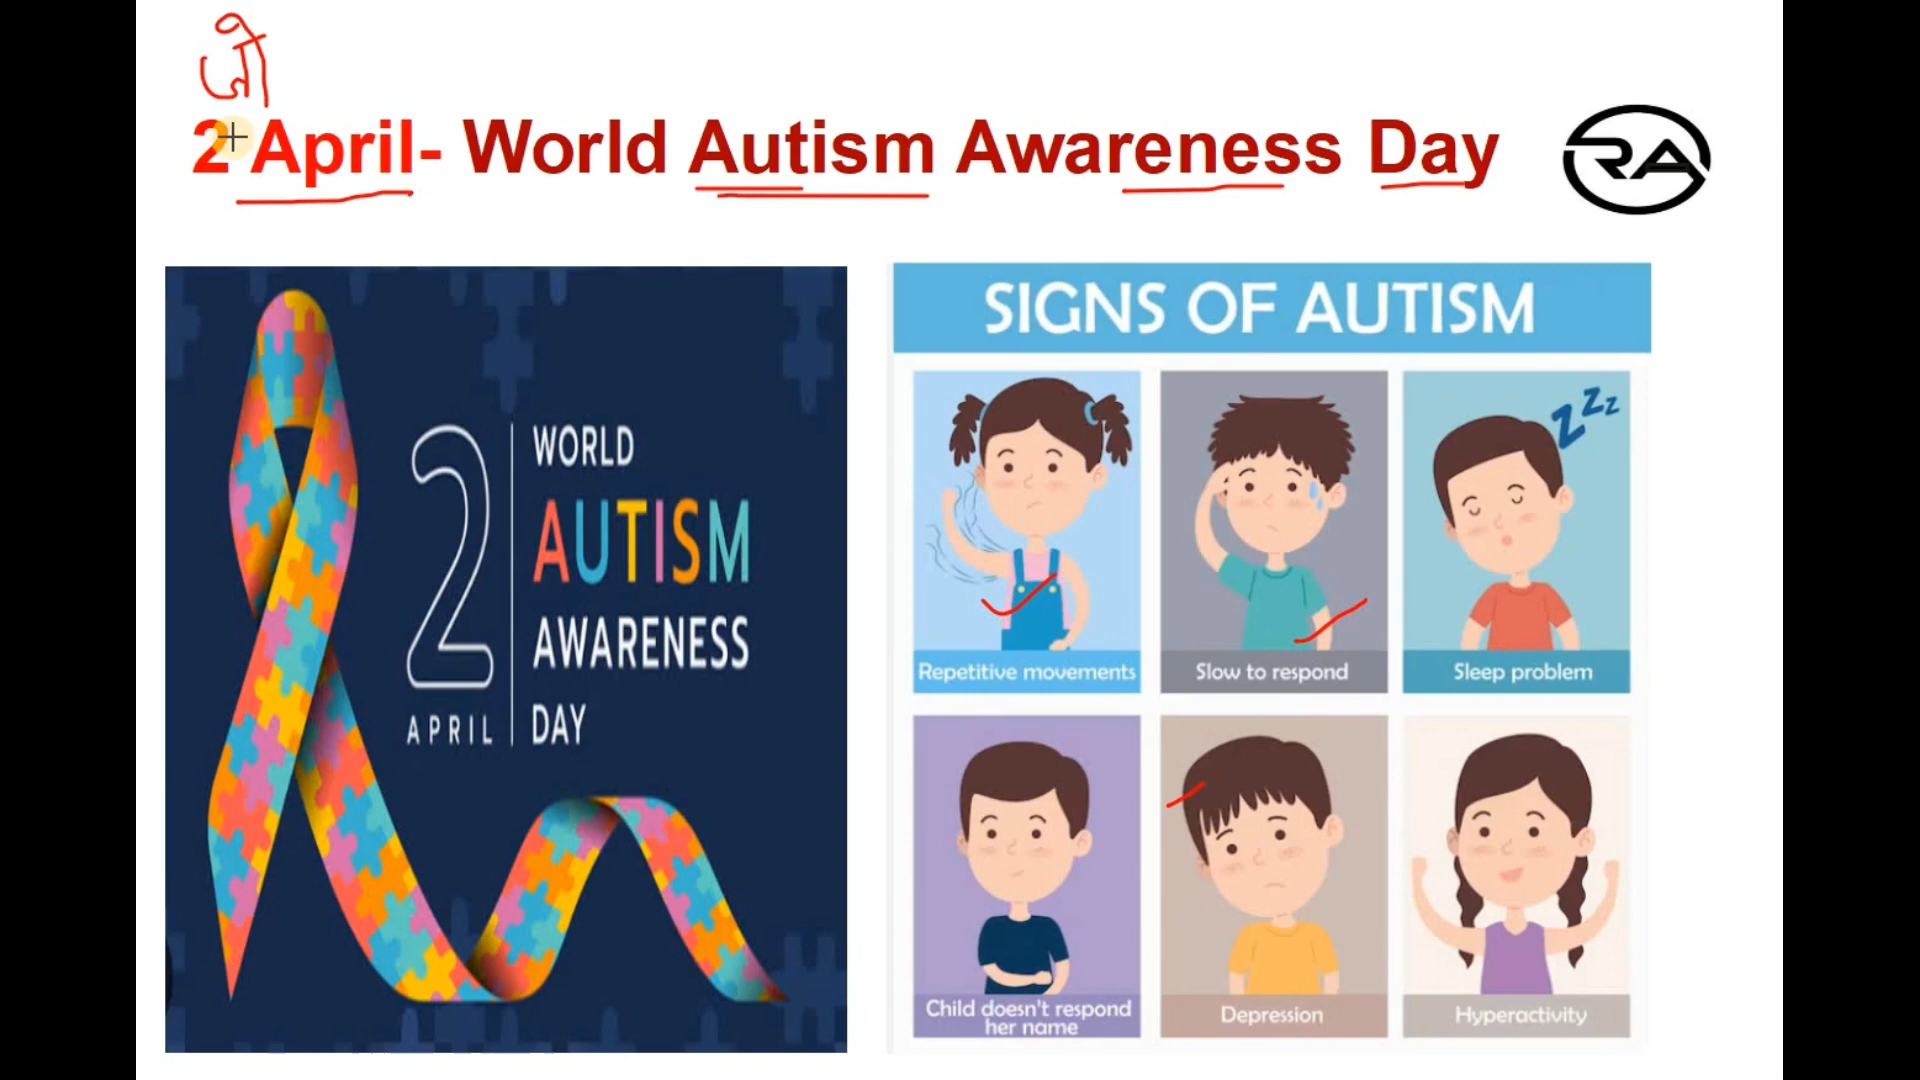 जो
2 April- World Autism Awareness Day
RA
2
APRIL
WORLD
AUTISM
AWARENESS
DAY
SIGNS OF AUTISM
zzz
Repetitive movements
Slow to respond
Sleep problem
Child doesn't respond
her name
Depression
Hyperactivity